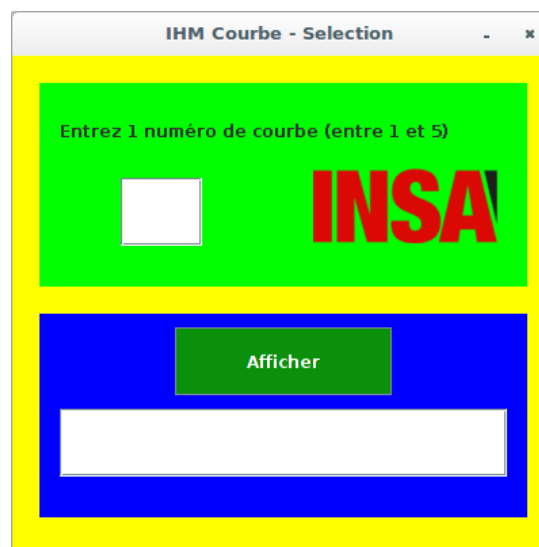 IHM Courbe - Selection
Entrez 1 numéro de courbe (entre 1 et 5)
INSA
Afficher